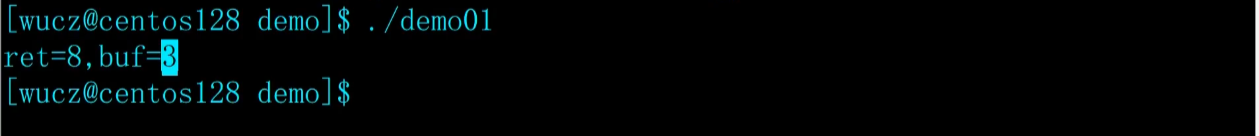 [wucz@centos128 demo]$ ./demo01
ret=8,buf=3
[wucz@centos128 demo]$